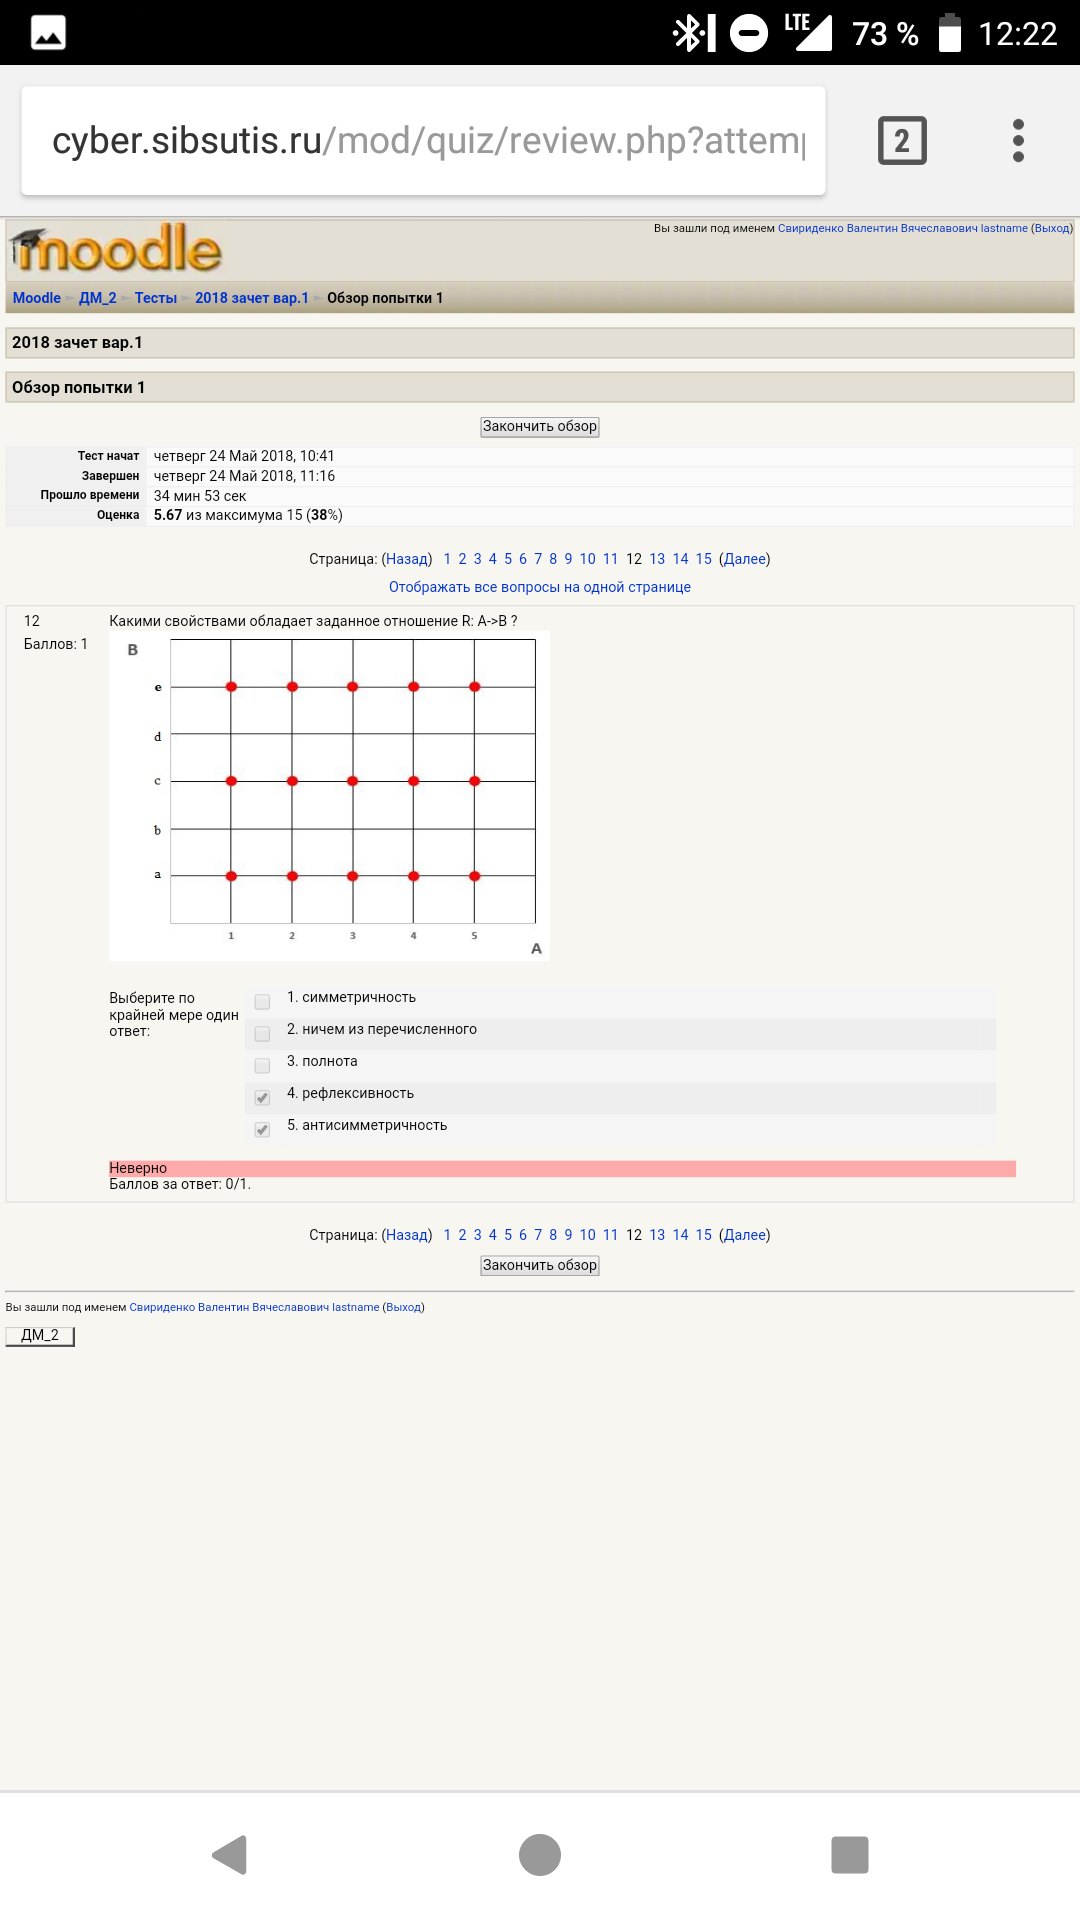 LTE 73 % 12:22
cyber.sibsutis.ru/mod/quiz/review.php?attem
2
moodle
Вы зашли под именем Свириденко Валентин Вячеславович lastname (Выход)
Moodle ► ДМ_2 ► Тесты ► 2018 зачет вар.1 ► Обзор попытки 1
2018 зачет вар.1
Обзор попытки 1
Закончить обзор
Тест начат четверг 24 Май 2018, 10:41
Завершен четверг 24 Май 2018, 11:16
Прошло времени 34 мин 53 сек
Оценка 5.67 из максимума 15 (38%)
Страница: (Назад) 1 2 3 4 5 6 7 8 9 10 11 12 13 14 15 (Далее)
Отображать все вопросы на одной странице
12
Баллов: 1
Какими свойствами обладает заданное отношение R: A->B ?
B
e
d
c
b
a
1 2 3 4 5
A
Выберите по
крайней мере один
ответ:
1. симметричность
2. ничем из перечисленного
3. полнота
4. рефлексивность
5. антисимметричность
Неверно
Баллов за ответ: 0/1.
Страница: (Назад) 1 2 3 4 5 6 7 8 9 10 11 12 13 14 15 (Далее)
Закончить обзор
Вы зашли под именем Свириденко Валентин Вячеславович lastname (Выход)
ДМ_2